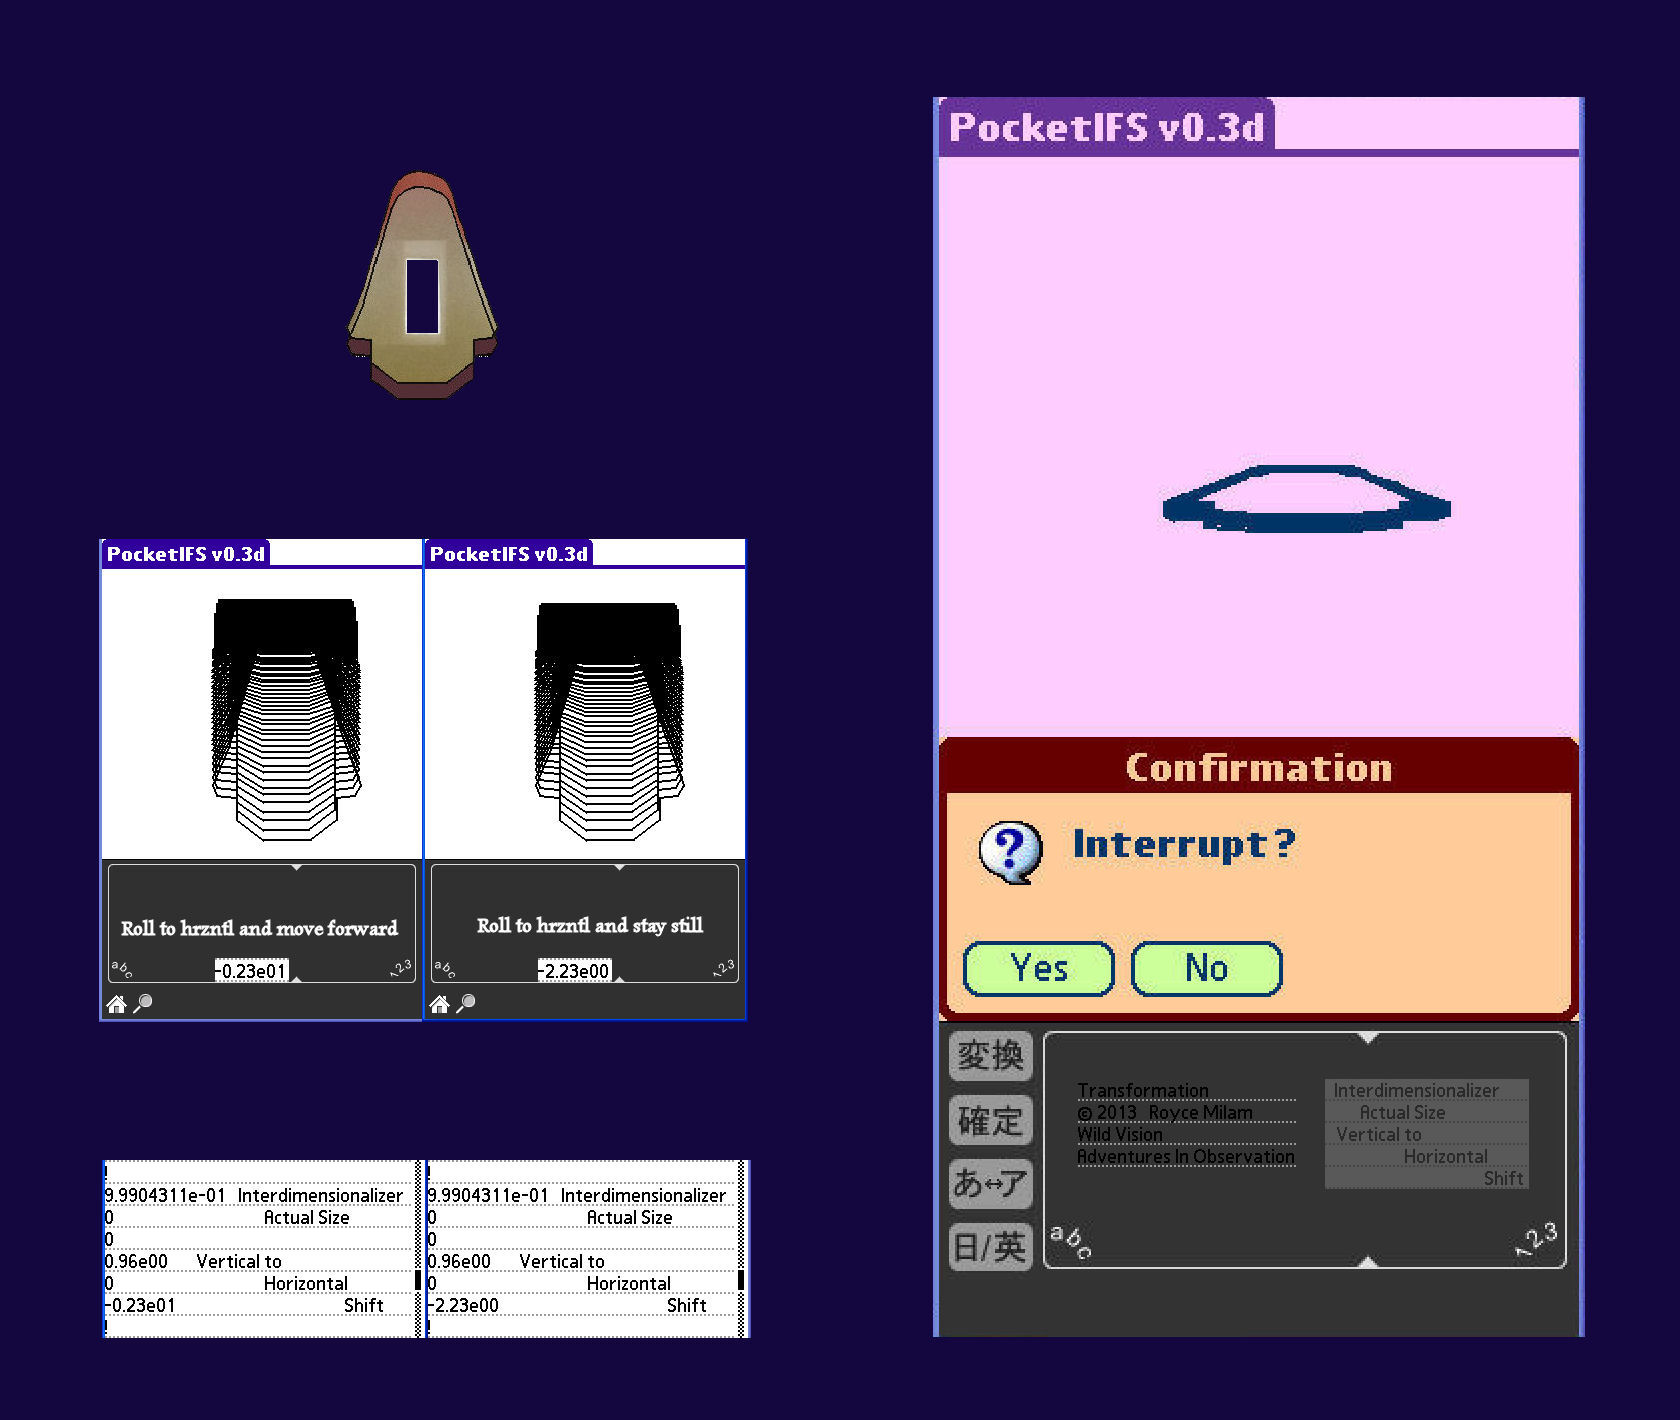 PocketIFS v0.3d
PocketIFS v0.3d
Roll to hrzntl and move forward
-0.23e01
abc
123
Roll to hrzntl and stay still
-2.23e00
abc
123
!
9.9904311e-01 Interdimensionalizer
0 Actual Size
0
0.96e00 Vertical to
0 Horizontal
-0.23e01 Shift
!
!
9.9904311e-01 Interdimensionalizer
0 Actual Size
0
0.96e00 Vertical to
0 Horizontal
-2.23e00 Shift
!
PocketIFS v0.3d
Confirmation
?
Interrupt?
Yes
No
変換
確定
あ↔ア
日/英
Transformation
© 2013 Royce Milam
Wild Vision
Adventures In Observation
Interdimensionalizer
Actual Size
Vertical to
Horizontal
Shift
abc
123